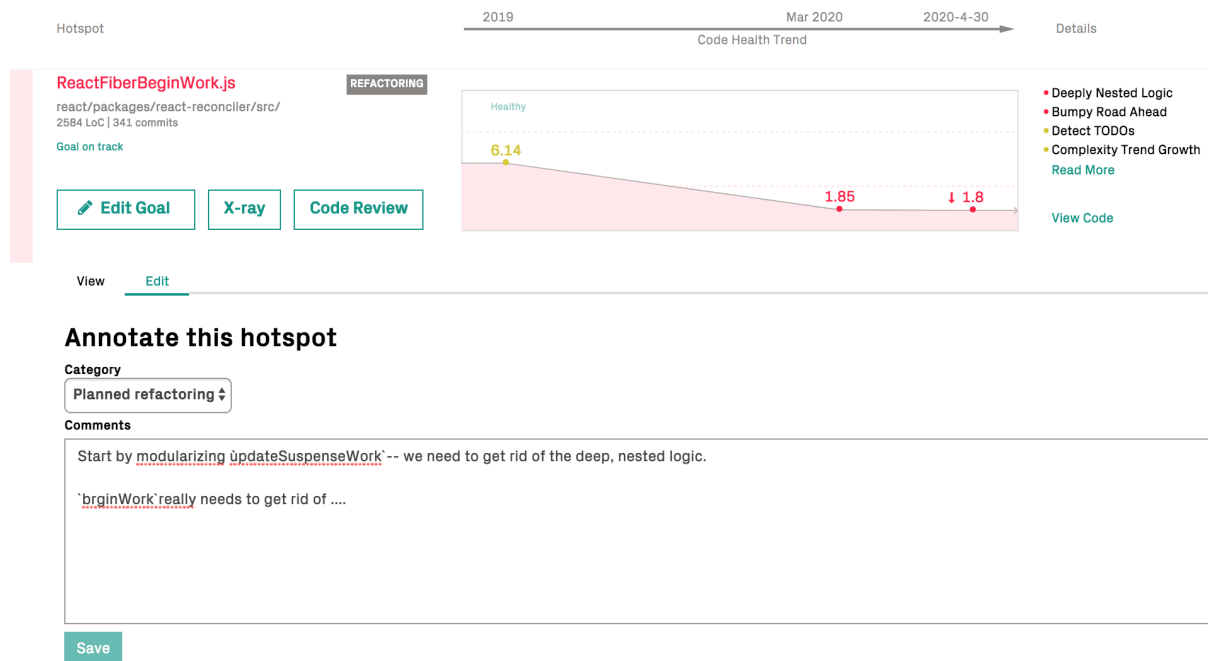 Hotspot
2019
Mar 2020
2020-4-30
Code Health Trend
Details
ReactFiberBeginWork.js
REFACTORING
react/packages/react-reconciler/src/
2584 LoC | 341 commits
Goal on track
Edit Goal
X-ray
Code Review
Healthy
6.14
1.85
↓ 1.8
Deeply Nested Logic
Bumpy Road Ahead
Detect TODOs
Complexity Trend Growth
Read More
View Code
View
Edit
Annotate this hotspot
Category
Planned refactoring
Comments
Start by modularizing ùpdateSuspenseWork`-- we need to get rid of the deep, nested logic.
`brginWork`really needs to get rid of ....
Save